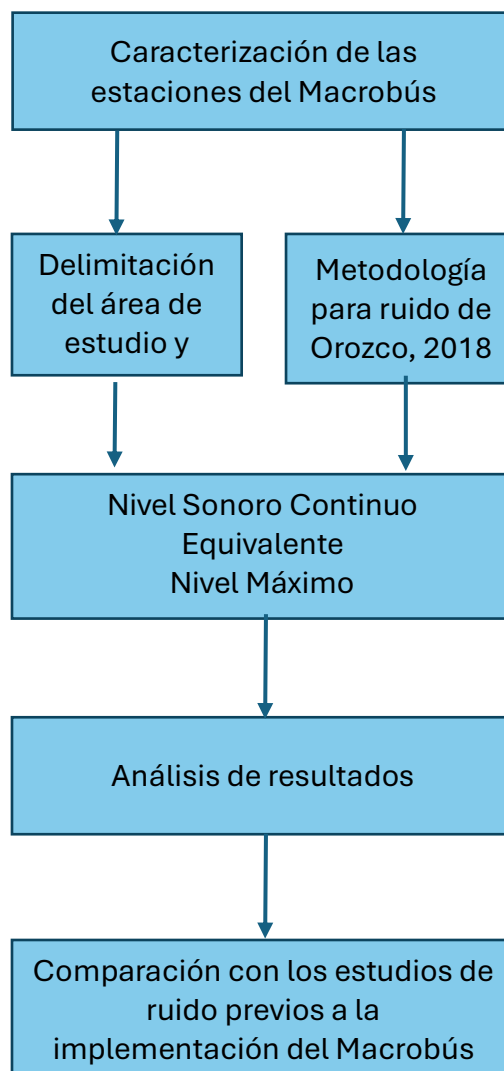 Caracterización de las
estaciones del Macrobús
Delimitación
del área de
estudio y
Metodología
para ruido de
Orozco, 2018
Nivel Sonoro Continuo
Equivalente
Nivel Máximo
Análisis de resultados
Comparación con los estudios de
ruido previos a la
implementación del Macrobús